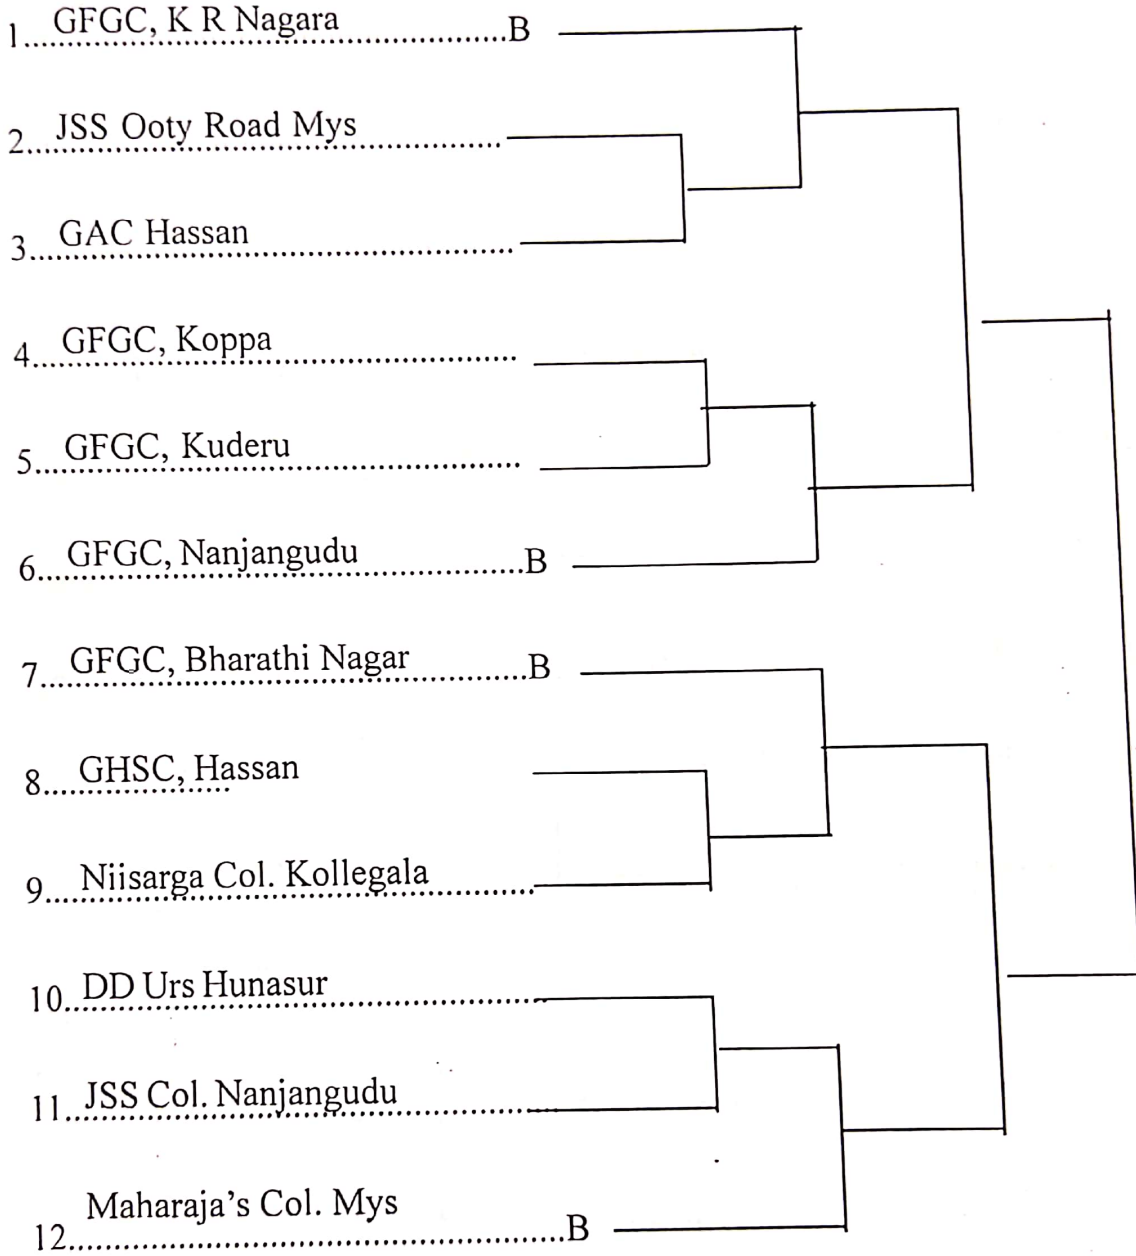 1. GFGC, K R Nagara B
2. JSS Ooty Road Mys
3. GAC Hassan
4. GFGC, Koppa
5. GFGC, Kuderu
6. GFGC, Nanjangudu B
7. GFGC, Bharathi Nagar B
8. GHSC, Hassan
9. Niisarga Col. Kollegala
10. DD Urs Hunasur
11. JSS Col. Nanjangudu
12. Maharaja's Col. Mys B